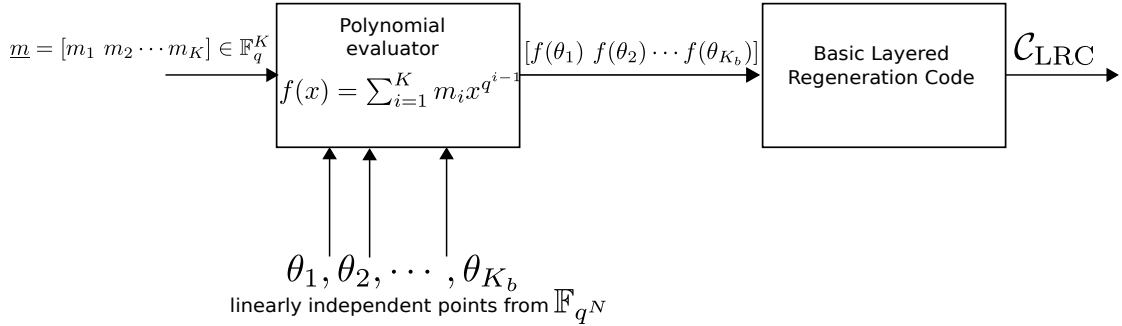 m = [m₁ m₂ ⋯ m_K] ∈ 𝔽_q^K
Polynomial
evaluator
f(x) = ∑_{i=1}^{K} m_i x^{q^{i−1}}
[f(θ₁) f(θ₂) ⋯ f(θ_{K_b})]
Basic Layered
Regeneration Code
𝒞_LRC
θ₁, θ₂, ⋯ , θ_{K_b}
linearly independent points from 𝔽_{q^N}